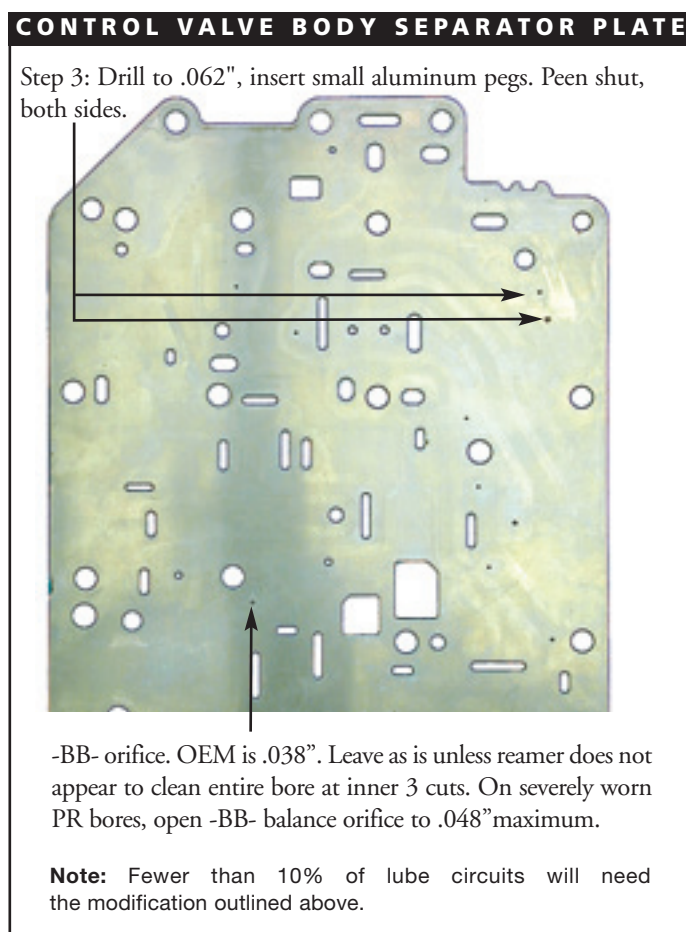 CONTROL VALVE BODY SEPARATOR PLATE
Step 3: Drill to .062", insert small aluminum pegs. Peen shut,
both sides.
-BB- orifice. OEM is .038”. Leave as is unless reamer does not
appear to clean entire bore at inner 3 cuts. On severely worn
PR bores, open -BB- balance orifice to .048”maximum.
Note: Fewer than 10% of lube circuits will need
the modification outlined above.